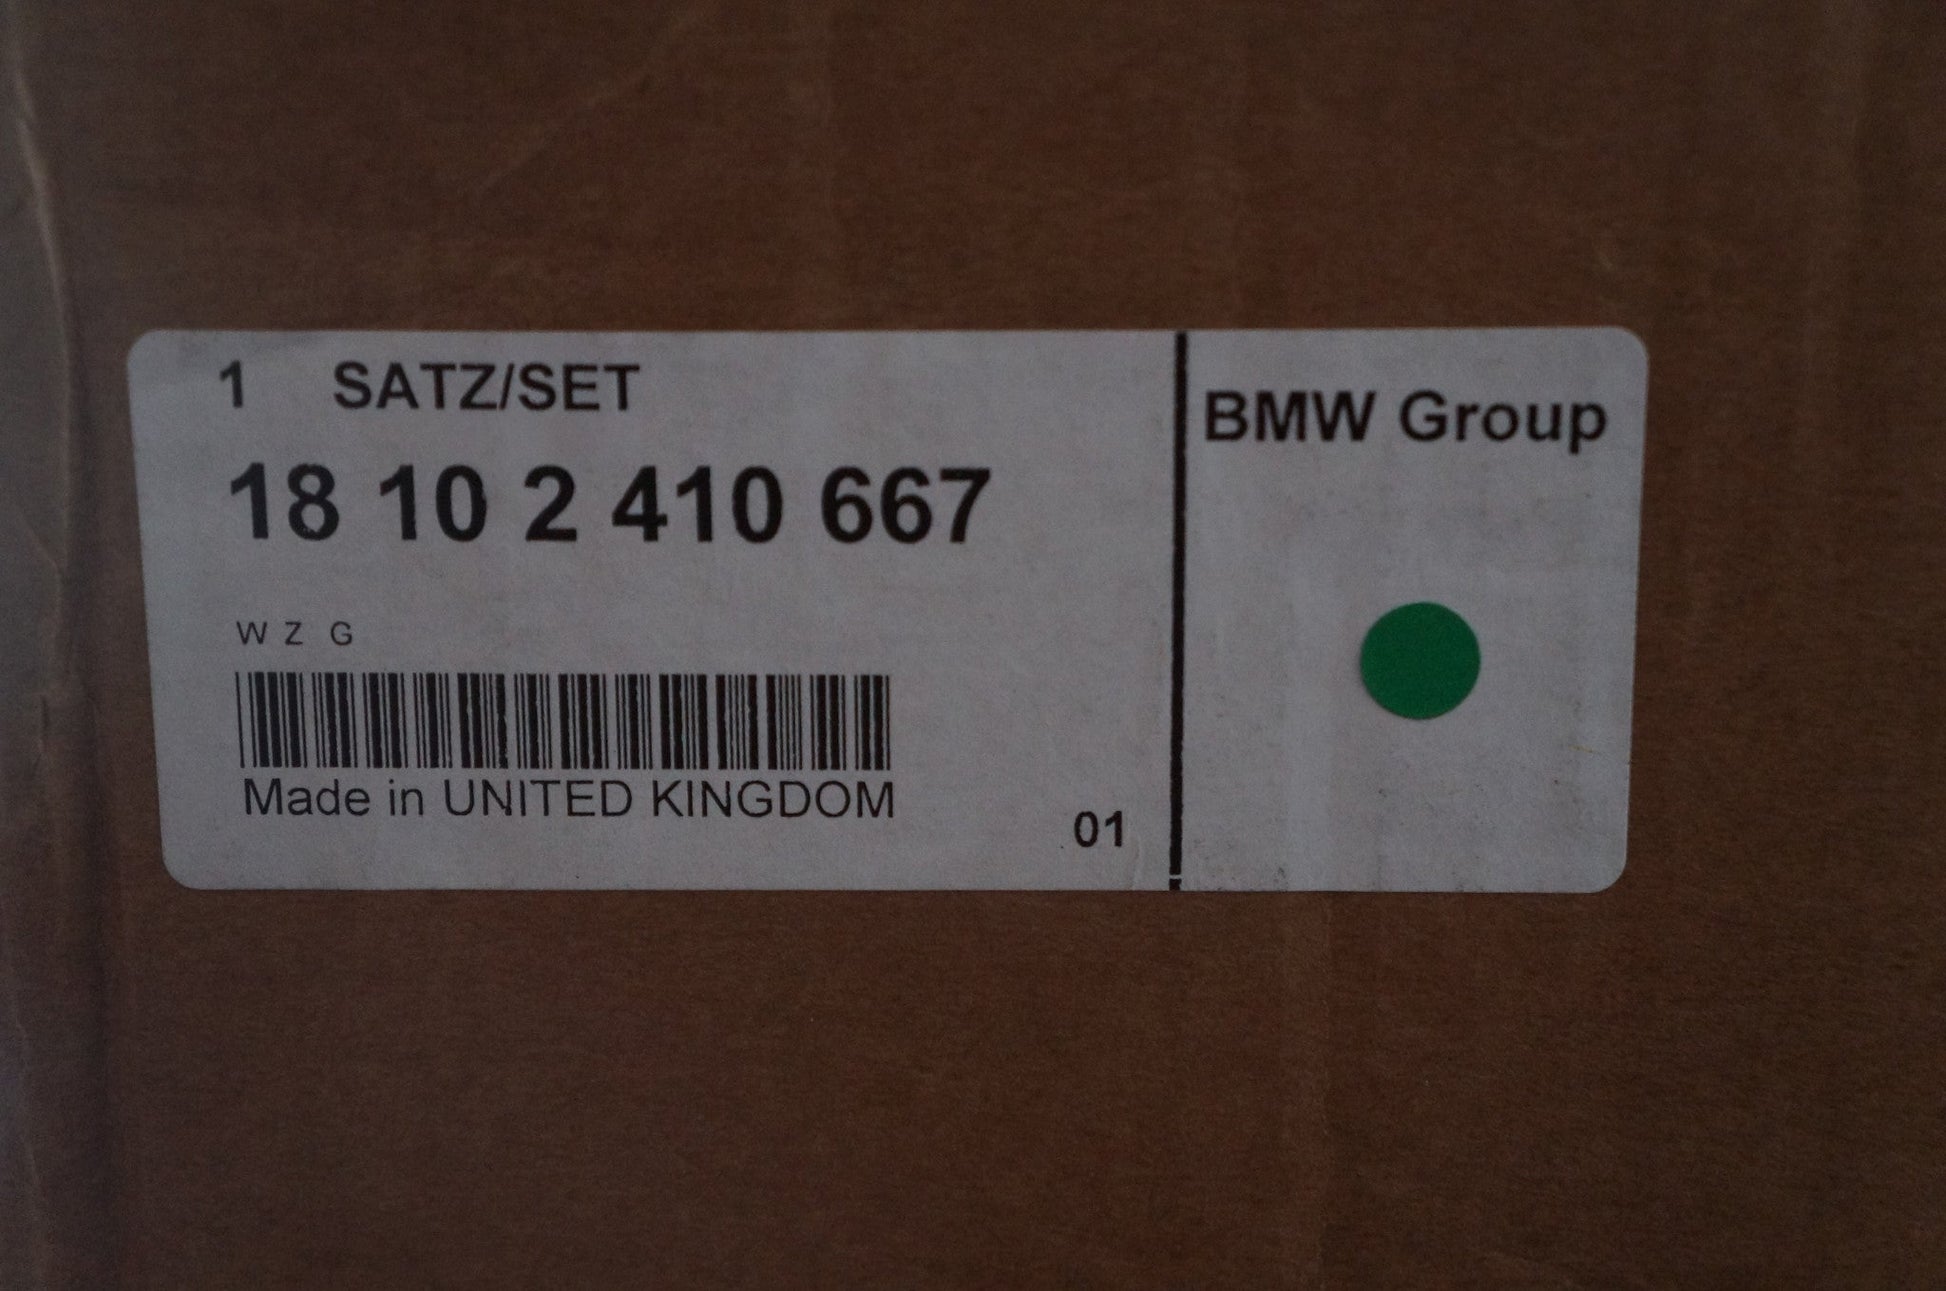 1 SATZ/SET
18 10 2 410 667
W Z G
Made in UNITED KINGDOM
01
BMW Group